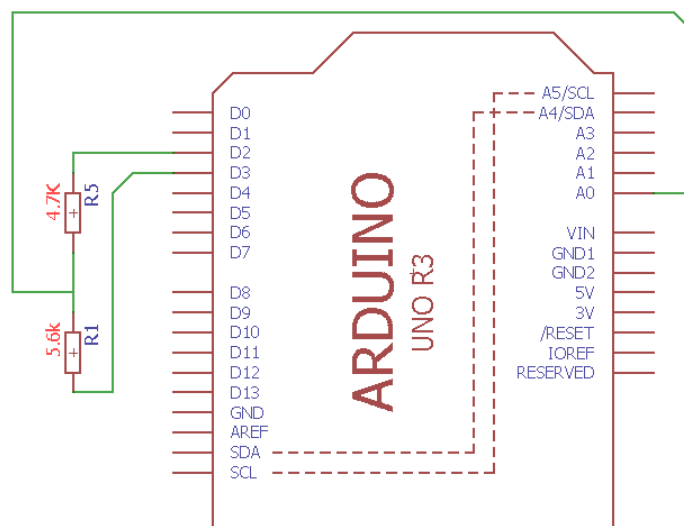 D0
D1
D2
D3
D4
D5
D6
D7
D8
D9
D10
D11
D12
D13
GND
AREF
SDA
SCL
4.7K
R5
5.6k
R1
ARDUINO
UNO R3
A5/SCL
A4/SDA
A3
A2
A1
A0
VIN
GND1
GND2
5V
3V
/RESET
IOREF
RESERVED